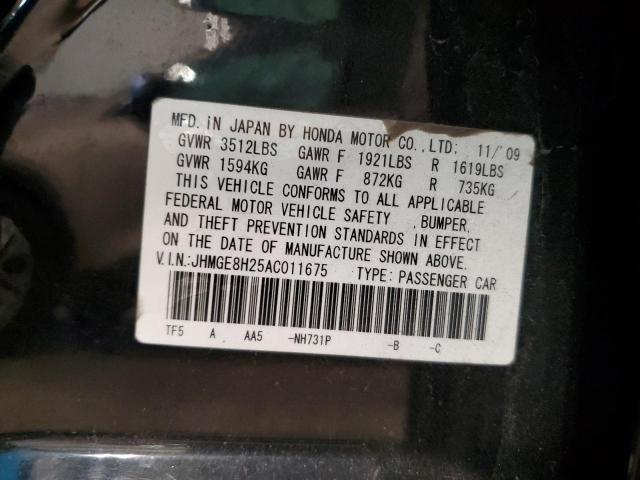 MFD. IN JAPAN BY HONDA MOTOR CO.,LTD: 11/'09
GVWR 3512LBS GAWR F 1921LBS R 1619LBS
GVWR 1594KG GAWR F 872KG R 735KG
THIS VEHICLE CONFORMS TO ALL APPLICABLE
FEDERAL MOTOR VEHICLE SAFETY ,BUMPER,
AND THEFT PREVENTION STANDARDS IN EFFECT
ON THE DATE OF MANUFACTURE SHOWN ABOVE.
V.IN.:JHMGE8H25AC011675 TYPE: PASSENGER CAR
TF5 A AA5 -NH731P -B -C